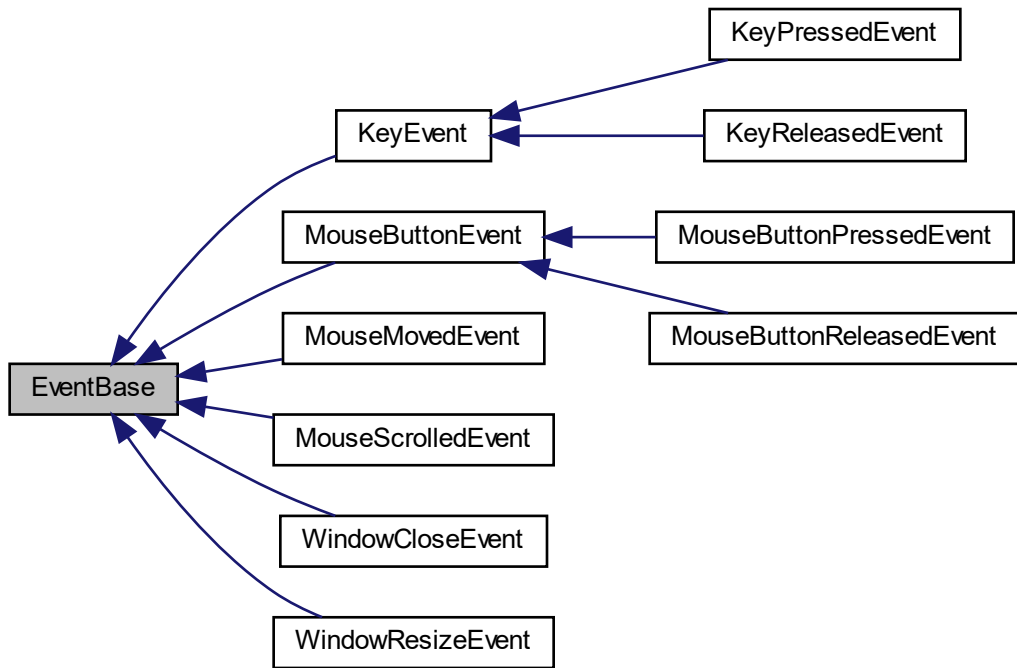 KeyPressedEvent
KeyEvent
KeyReleasedEvent
MouseButtonEvent
MouseButtonPressedEvent
MouseMovedEvent
MouseButtonReleasedEvent
EventBase
MouseScrolledEvent
WindowCloseEvent
WindowResizeEvent